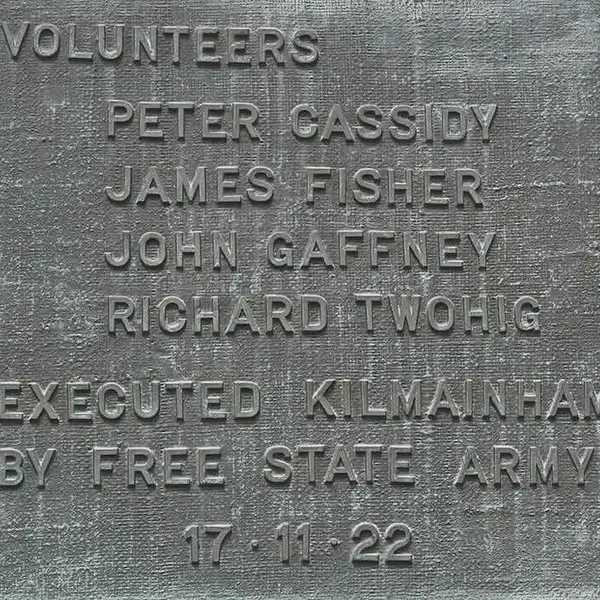 VOLUNTEERS
PETER CASSIDY
JAMES FISHER
JOHN GAFFNEY
RICHARD TWOHIG
EXECUTED KILMAINHAM
BY FREE STATE ARMY
17·11·22